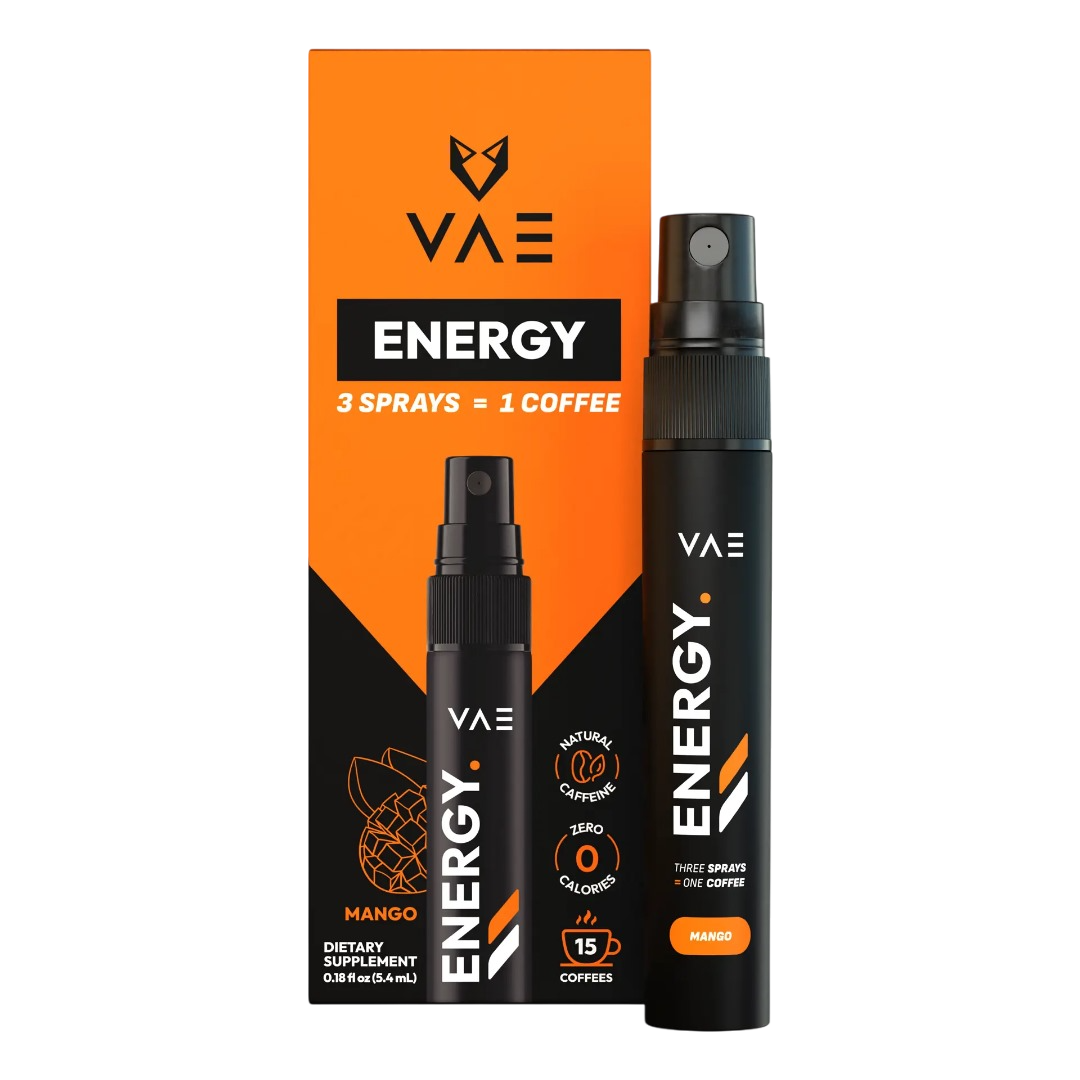 VAE
ENERGY
3 SPRAYS = 1 COFFEE
VAE
ENERGY.
MANGO
DIETARY
SUPPLEMENT
0.18 fl oz (5.4 mL)
NATURAL
CAFFEINE
ZERO
0
CALORIES
15
COFFEES
VAE
ENERGY.
THREE SPRAYS
= ONE COFFEE
MANGO